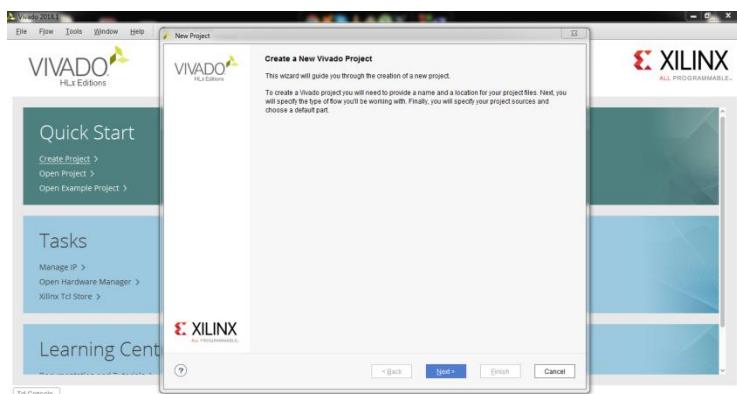 Vivado 2018.1
File Flow Tools Window Help
New Project
VIVADO
HLx Editions
XILINX
ALL PROGRAMMABLE
Quick Start
Create Project >
Open Project >
Open Example Project >
Tasks
Manage IP >
Open Hardware Manager >
Xilinx Tcl Store >
Learning Cent
VIVADO
HLx Editions
Create a New Vivado Project
This wizard will guide you through the creation of a new project.
To create a Vivado project you will need to provide a name and a location for your project files. Next, you
will specify the type of flow you'll be working with. Finally, you will specify your project sources and
choose a default part.
XILINX
ALL PROGRAMMABLE
?
< Back Next > Finish Cancel
Tcl Console